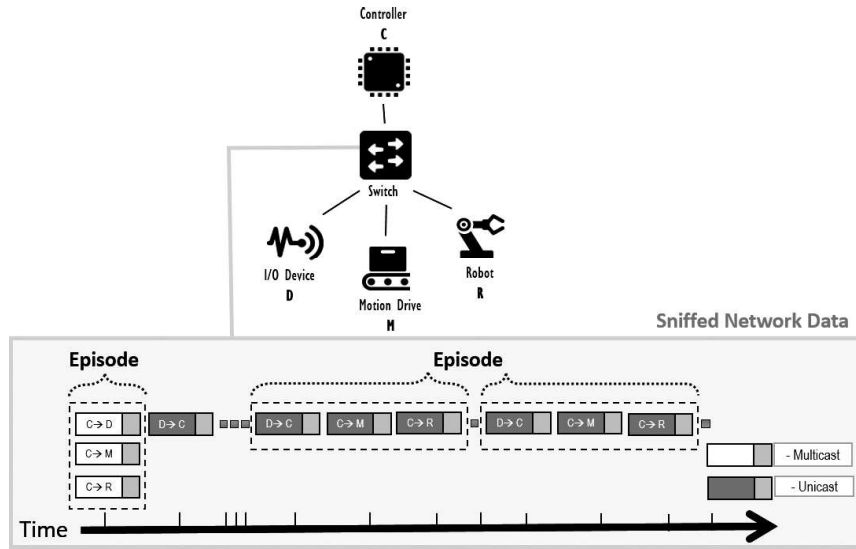 Controller
C
Switch
I/O Device
D
Motion Drive
M
Robot
R
Sniffed Network Data
Episode
Episode
C→D
D→C
D→C
C→M
C→R
D→C
C→M
C→R
C→M
C→R
- Multicast
- Unicast
Time